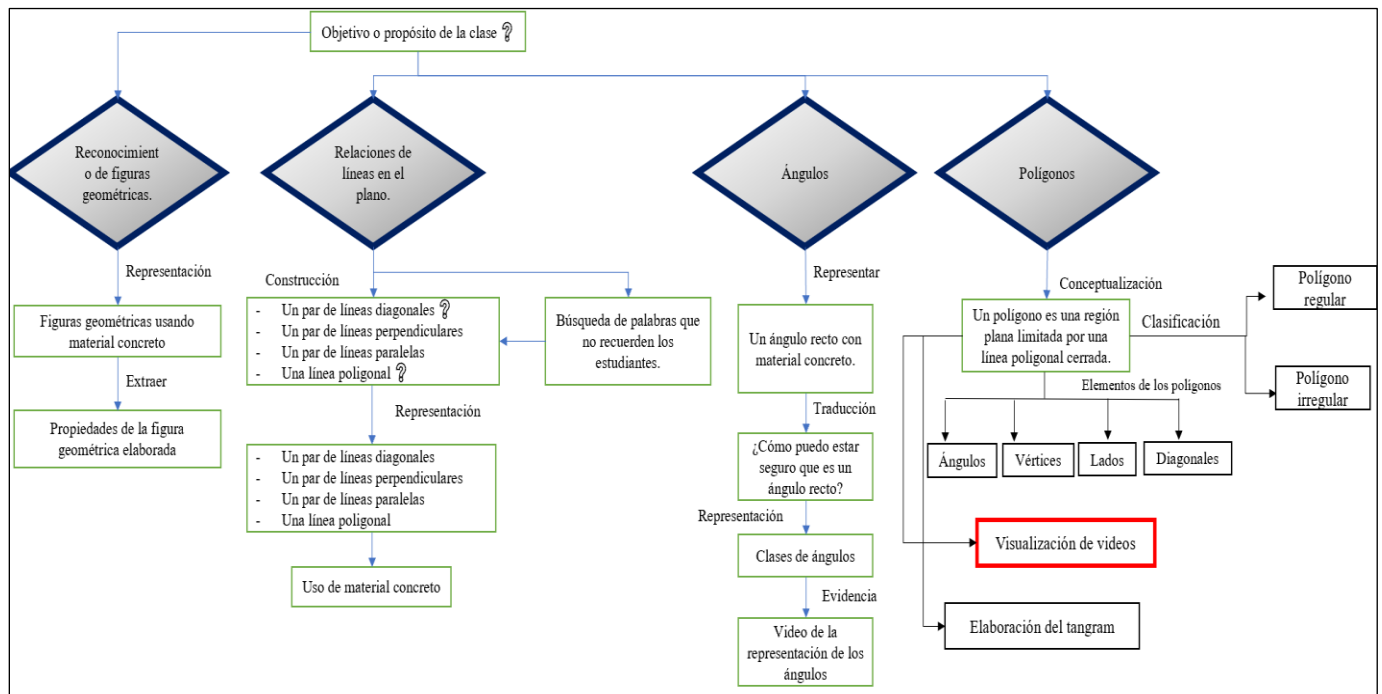 Objetivo o propósito de la clase ?
Reconocimient
o de figuras
geométricas.
Representación
Figuras geométricas usando
material concreto
Extraer
Propiedades de la figura
geométrica elaborada
Relaciones de
líneas en el
plano.
Construcción
- Un par de líneas diagonales ?
- Un par de líneas perpendiculares
- Un par de líneas paralelas
- Una línea poligonal ?
Búsqueda de palabras que
no recuerden los
estudiantes.
Representación
- Un par de líneas diagonales
- Un par de líneas perpendiculares
- Un par de líneas paralelas
- Una línea poligonal
Uso de material concreto
Ángulos
Representar
Un ángulo recto con
material concreto.
Traducción
¿Cómo puedo estar
seguro que es un
ángulo recto?
Representación
Clases de ángulos
Evidencia
Video de la
representación de los
ángulos
Polígonos
Conceptualización
Un polígono es una región
plana limitada por una
línea poligonal cerrada.
Clasificación
Polígono
regular
Polígono
irregular
Elementos de los polígonos
Ángulos
Vértices
Lados
Diagonales
Visualización de videos
Elaboración del tangram